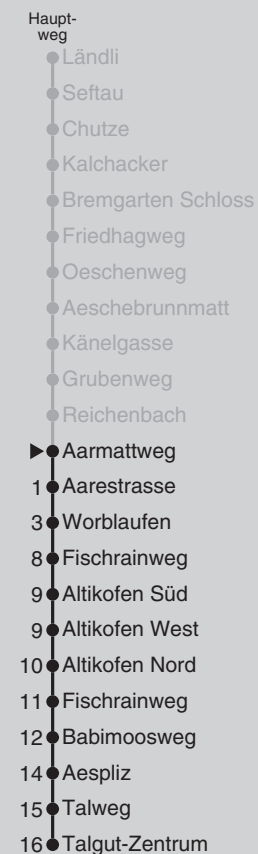 Haupt-
weg
Ländli
Seftau
Chutze
Kalchacker
Bremgarten Schloss
Friedhagweg
Oeschenweg
Aeschebrunnmatt
Känelgasse
Grubenweg
Reichenbach
Aarmattweg
1 Aarestrasse
3 Worblaufen
8 Fischrainweg
9 Altikofen Süd
9 Altikofen West
10 Altikofen Nord
11 Fischrainweg
12 Babimoosweg
14 Aespliz
15 Talweg
16 Talgut-Zentrum